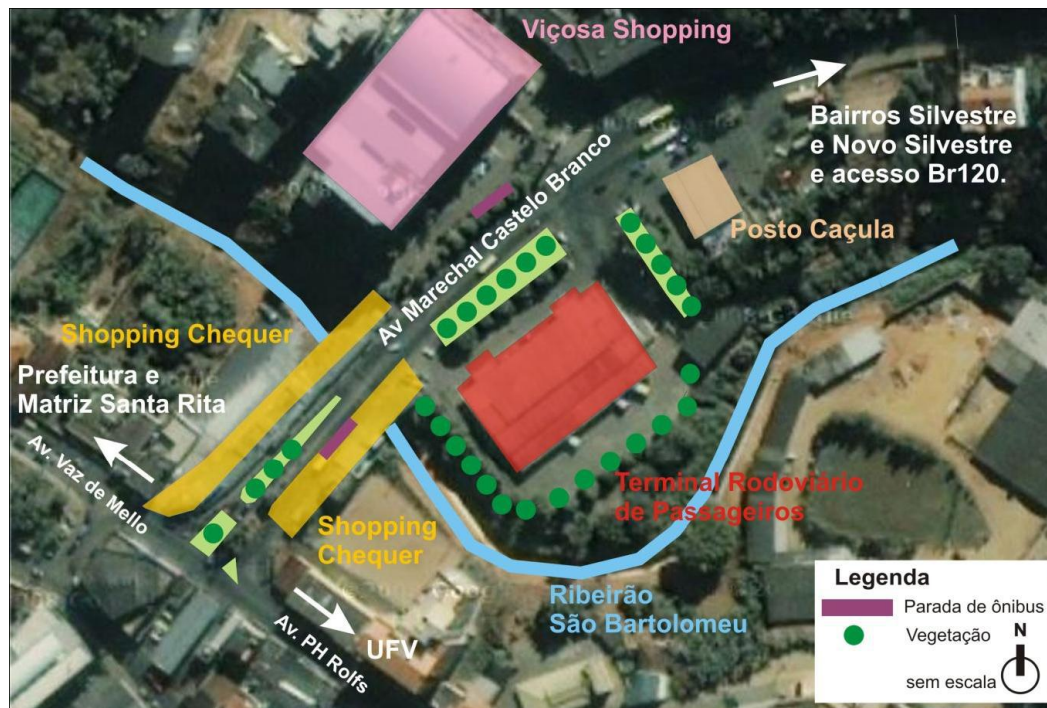 Viçosa Shopping
Bairros Silvestre
e Novo Silvestre
e acesso Br120.
Av Marechal Castelo Branco
Posto Caçula
Shopping Chequer
Prefeitura e
Matriz Santa Rita
Av. Vaz de Mello
Shopping
Chequer
Terminal Rodoviário
de Passageiros
Ribeirão
São Bartolomeu
Av. PH Rolfs
UFV
Legenda
Parada de ônibus
Vegetação
N
sem escala